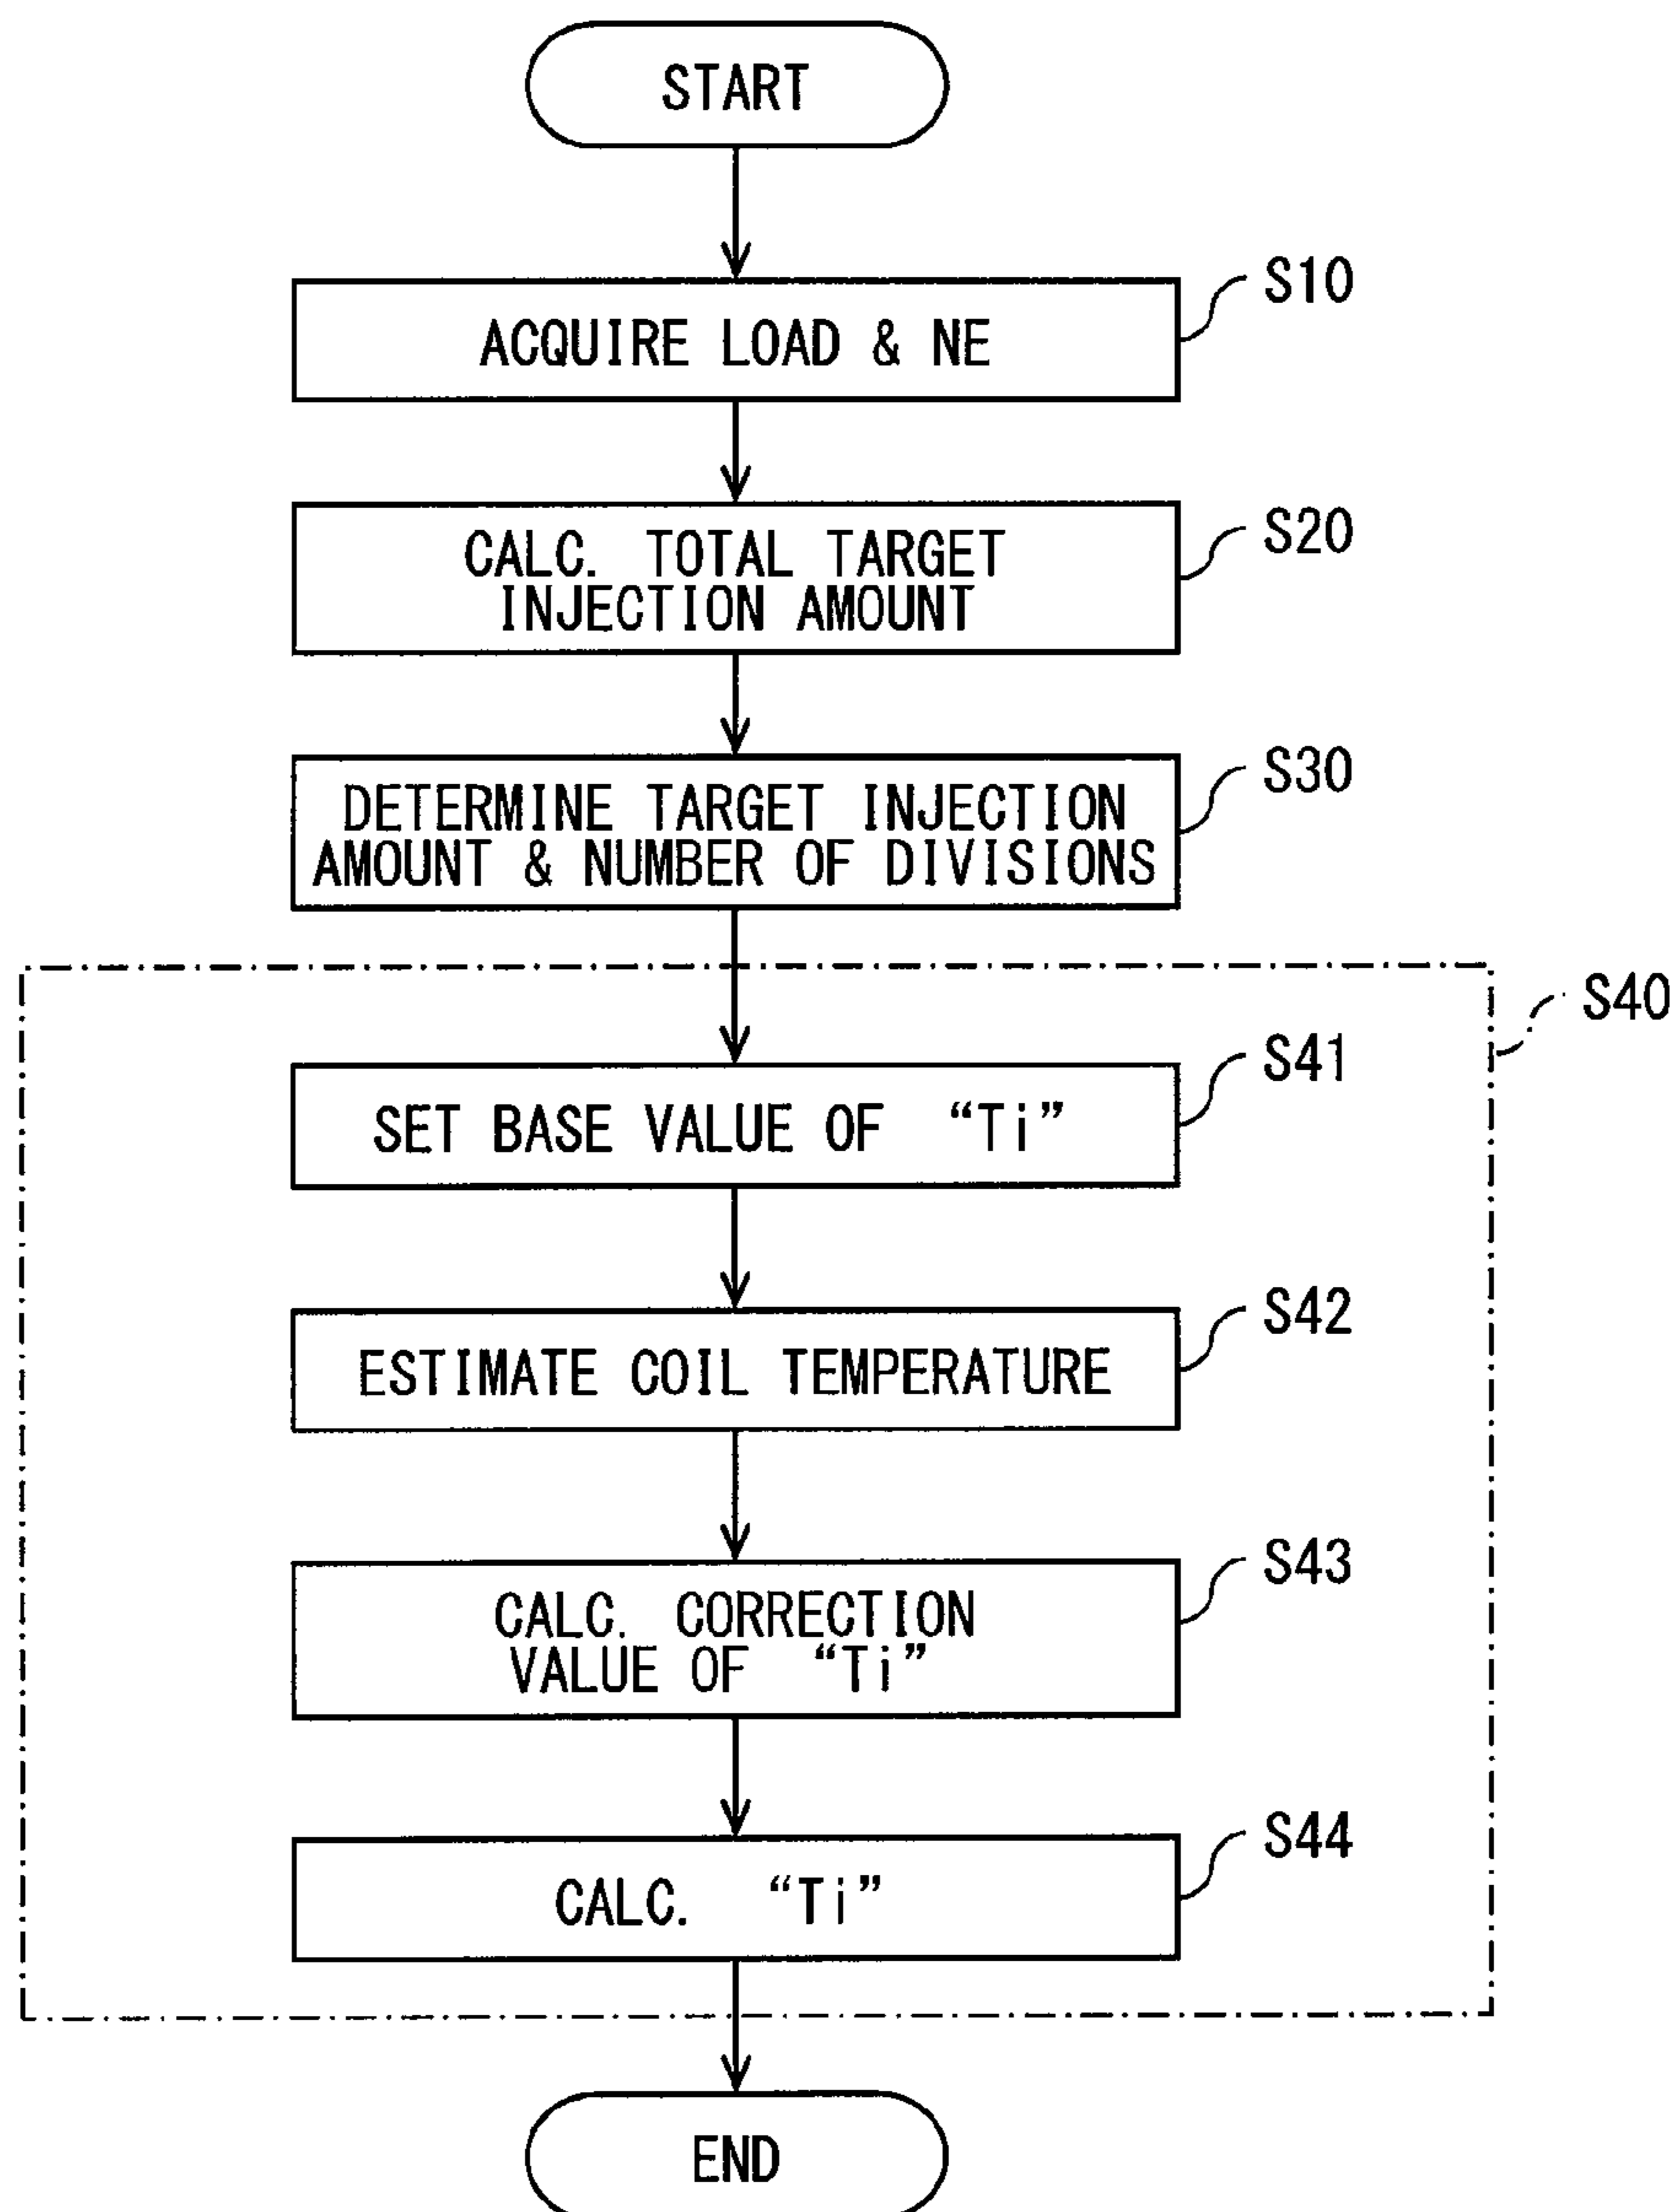 START
S10
ACQUIRE LOAD & NE
S20
CALC. TOTAL TARGET
INJECTION AMOUNT
S30
DETERMINE TARGET INJECTION
AMOUNT & NUMBER OF DIVISIONS
S40
S41
SET BASE VALUE OF “Ti”
S42
ESTIMATE COIL TEMPERATURE
S43
CALC. CORRECTION
VALUE OF “Ti”
S44
CALC. “Ti”
END